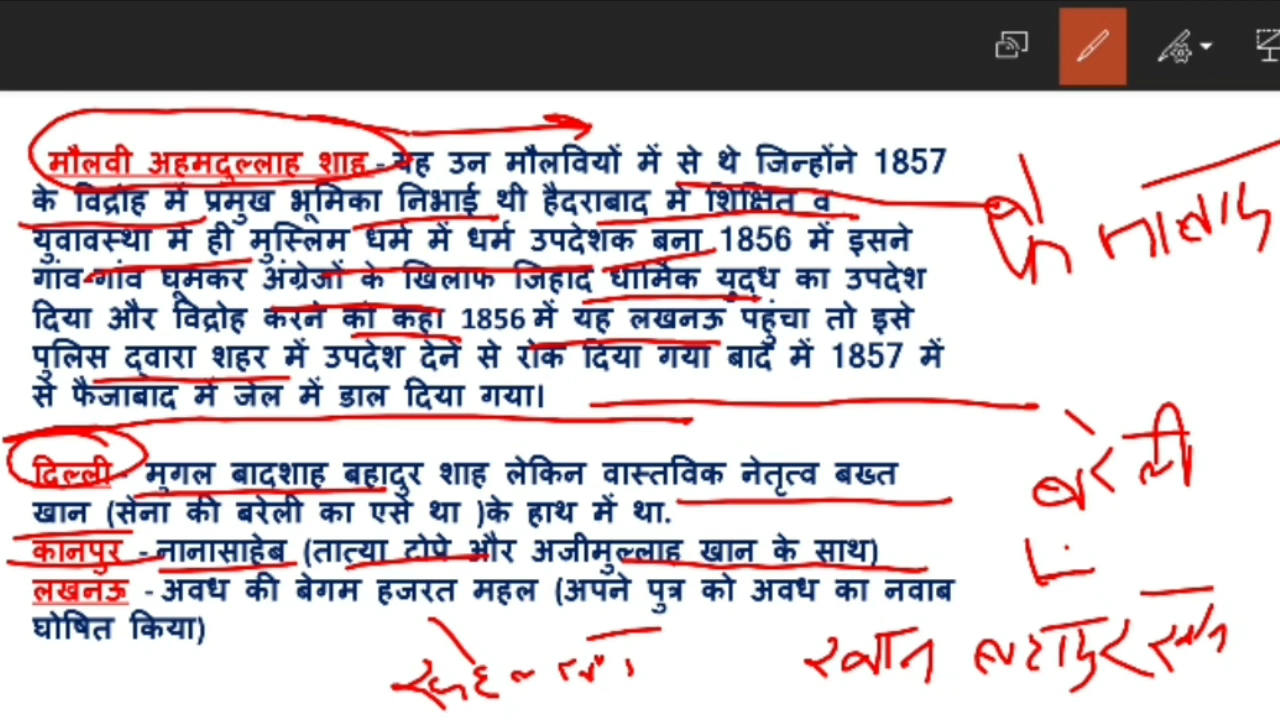 मौलवी अहमदुल्लाह शाह - यह उन मौलवियों में से थे जिन्होंने 1857
के विद्रोह में प्रमुख भूमिका निभाई थी हैदराबाद मे शिक्षित व
युवावस्था में ही मुस्लिम धर्म में धर्म उपदेशक बना 1856 में इसने
गांव-गांव घूमकर अंग्रेजों के खिलाफ जिहाद धार्मिक यूद्ध का उपदेश
दिया और विद्रोह करने को कहा 1856 में यह लखनऊ पहुंचा तो इसे
पुलिस द्वारा शहर में उपदेश देने से रोक दिया गया बाद में 1857 में
से फैजाबाद में जेल में डाल दिया गया।
दिल्ली - मुगल बादशाह बहादुर शाह लेकिन वास्तविक नेतृत्व बख्त
खान (सेना की बरेली का एसे था )के हाथ में था.
बरेली
कानपुर - नानासाहेब (तात्या टोपे और अजीमुल्लाह खान के साथ)
लखनऊ - अवध की बेगम हजरत महल (अपने पुत्र को अवध का नवाब
घोषित किया)
खान बहादुर खान